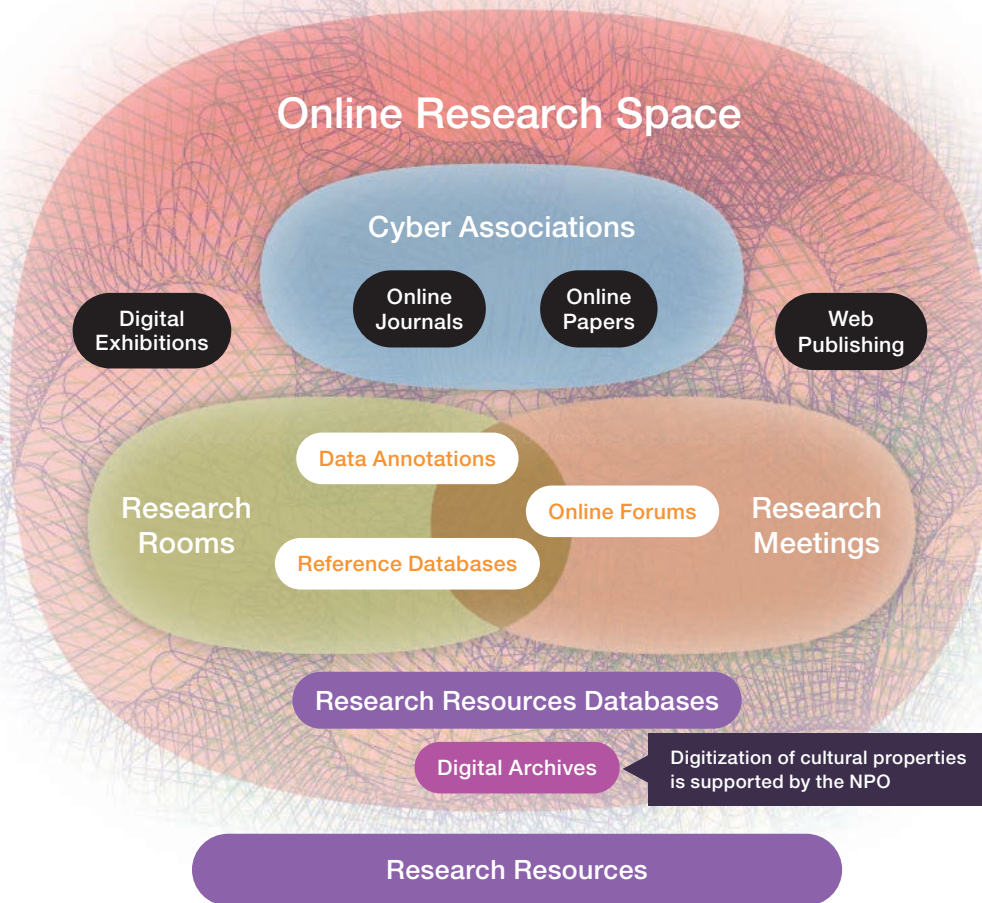 Online Research Space
Cyber Associations
Online
Journals
Online
Papers
Digital
Exhibitions
Web
Publishing
Data Annotations
Research
Rooms
Online Forums
Research
Meetings
Reference Databases
Research Resources Databases
Digital Archives
Digitization of cultural properties
is supported by the NPO
Research Resources